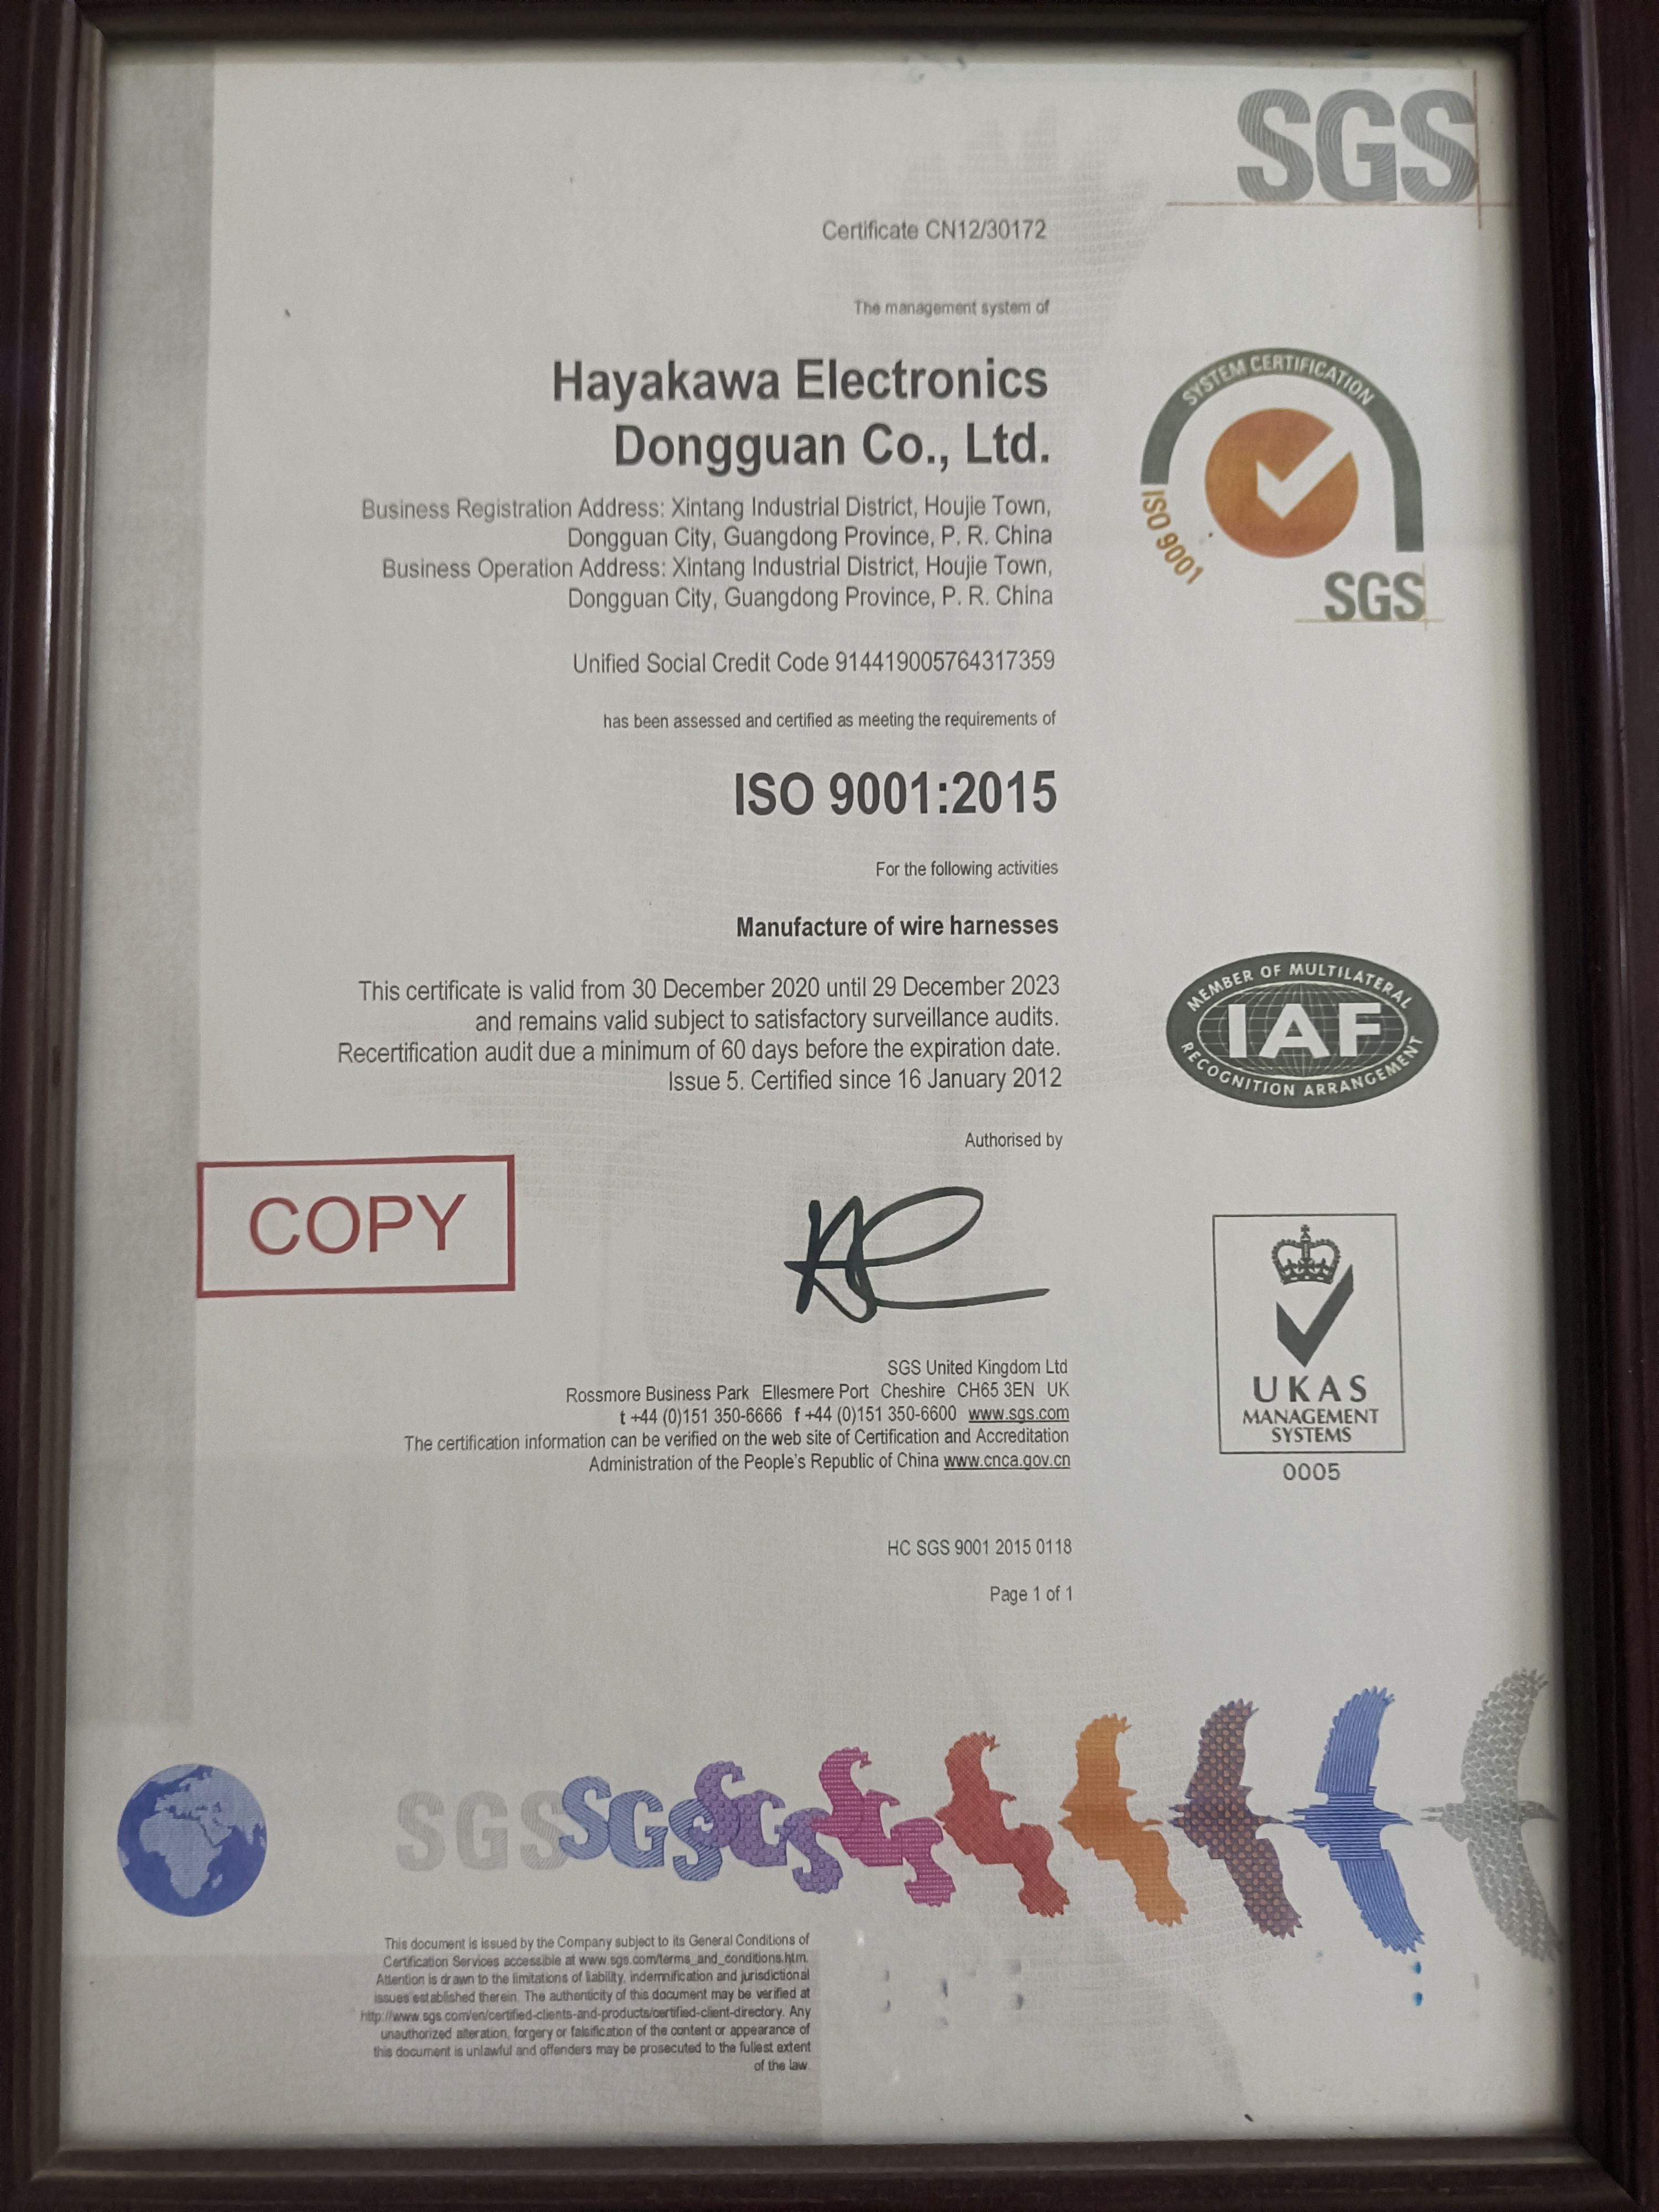 SGS
Certificate CN12/30172
The management system of
Hayakawa Electronics
Dongguan Co., Ltd.
Business Registration Address: Xintang Industrial District, Houjie Town,
Dongguan City, Guangdong Province, P. R. China
Business Operation Address: Xintang Industrial District, Houjie Town,
Dongguan City, Guangdong Province, P. R. China
SYSTEM CERTIFICATION
ISO 9001
SGS
Unified Social Credit Code 914419005764317359
has been assessed and certified as meeting the requirements of
ISO 9001:2015
For the following activities
Manufacture of wire harnesses
This certificate is valid from 30 December 2020 until 29 December 2023
and remains valid subject to satisfactory surveillance audits.
Recertification audit due a minimum of 60 days before the expiration date.
Issue 5. Certified since 16 January 2012
MEMBER OF MULTILATERAL
IAF
RECOGNITION ARRANGEMENT
Authorised by
COPY
SGS United Kingdom Ltd
Rossmore Business Park Ellesmere Port Cheshire CH65 3EN UK
t +44 (0)151 350-6666 f +44 (0)151 350-6600 www.sgs.com
The certification information can be verified on the web site of Certification and Accreditation
Administration of the People's Republic of China www.cnca.gov.cn
UKAS
MANAGEMENT
SYSTEMS
0005
HC SGS 9001 2015 0118
Page 1 of 1
SGS SGS SGS
This document is issued by the Company subject to its General Conditions of
Certification Services accessible at www.sgs.com/terms_and_conditions.htm.
Attention is drawn to the limitations of liability, indemnification and jurisdictional
issues established therein. The authenticity of this document may be verified at
http://www.sgs.com/en/certified-clients-and-products/certified-client-directory. Any
unauthorized alteration, forgery or falsification of the content or appearance of
this document is unlawful and offenders may be prosecuted to the fullest extent
of the law.